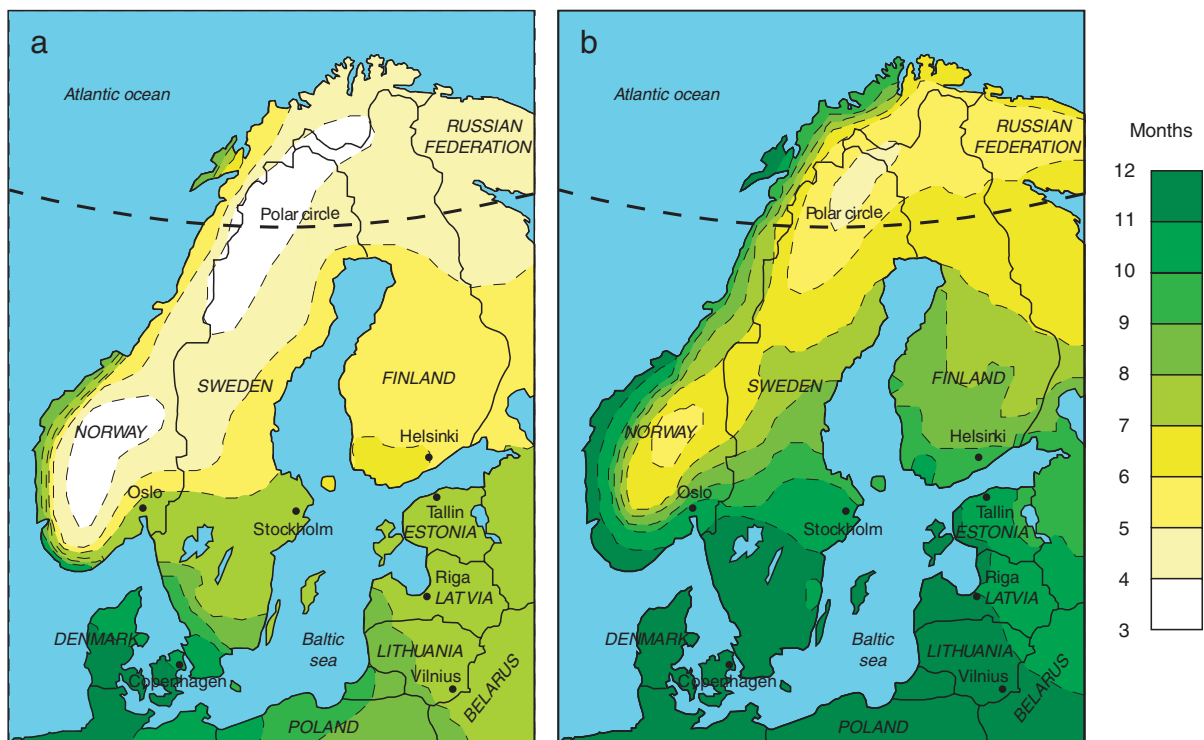 a
Atlantic ocean
RUSSIAN
FEDERATION
Polar circle
SWEDEN
FINLAND
NORWAY
Helsinki
Oslo
Stockholm
Tallin
ESTONIA
Riga
LATVIA
DENMARK
Baltic
sea
LITHUANIA
Copenhagen
Vilnius
BELARUS
POLAND
b
Atlantic ocean
RUSSIAN
FEDERATION
Polar circle
SWEDEN
FINLAND
NORWAY
Helsinki
Oslo
Stockholm
Tallin
ESTONIA
Riga
LATVIA
DENMARK
Baltic
sea
LITHUANIA
Copenhagen
Vilnius
BELARUS
POLAND
Months
12
11
10
9
8
7
6
5
4
3